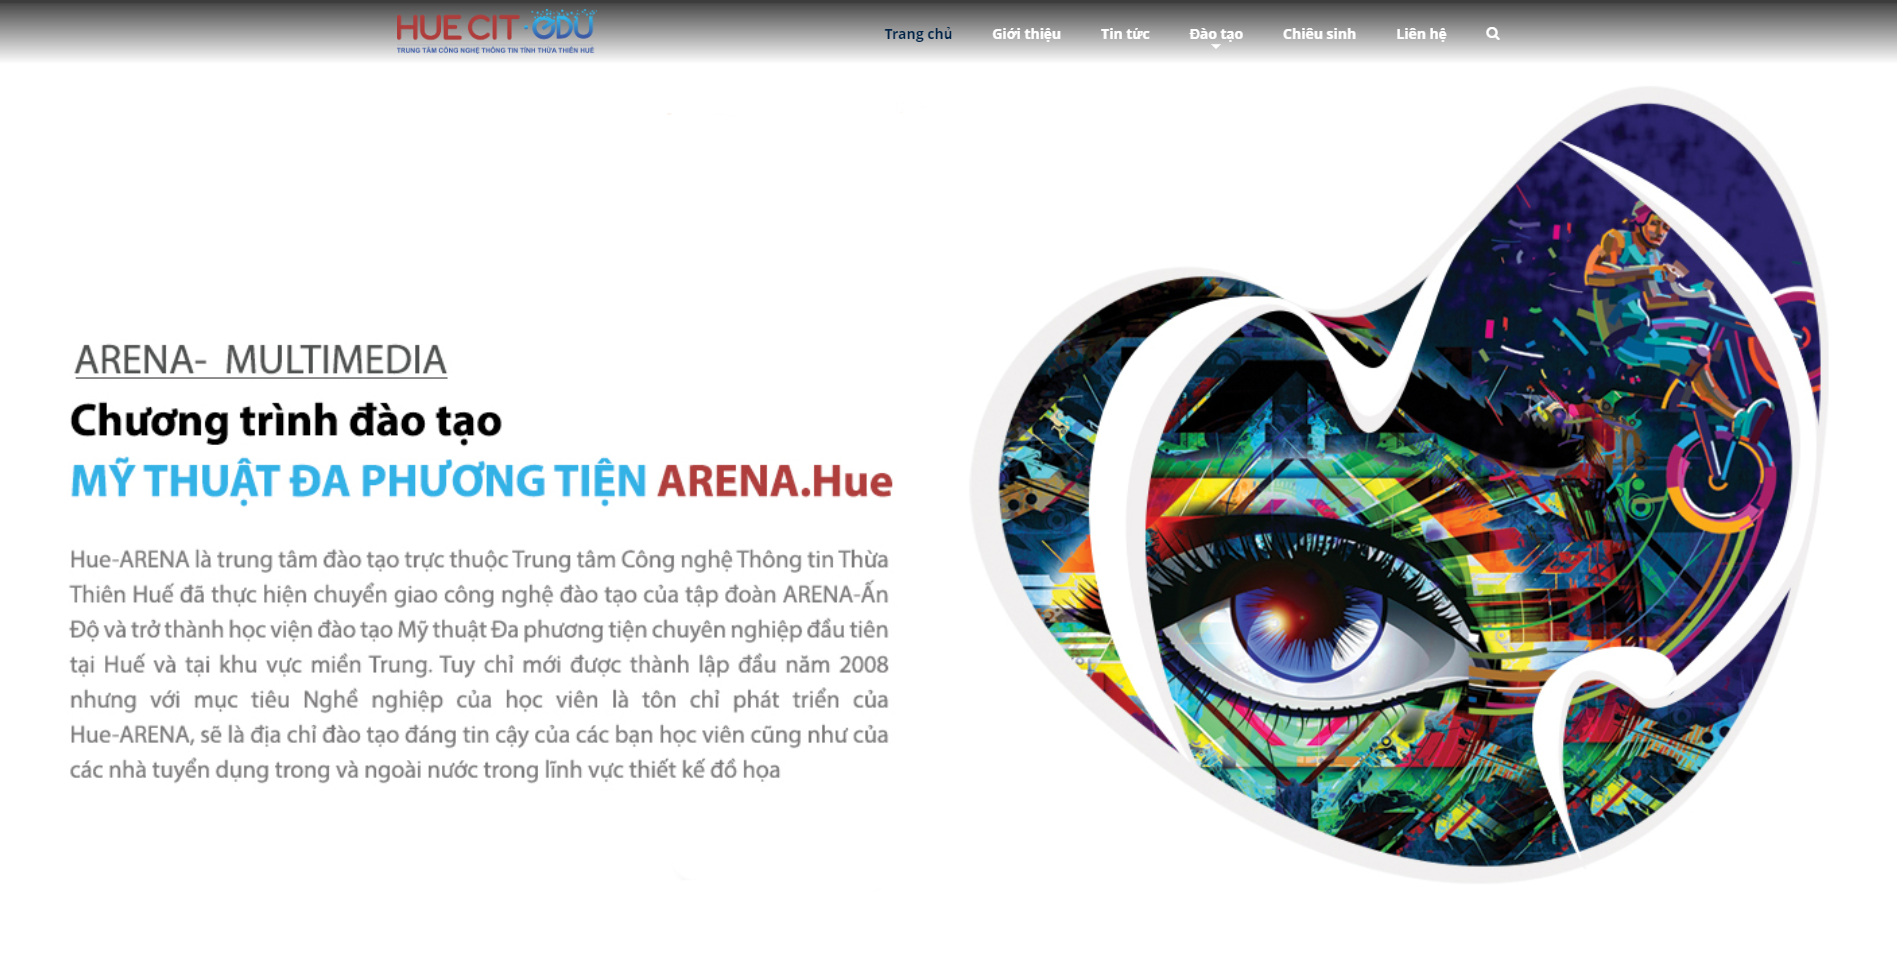 HUE CIT - EDU
TRUNG TÂM CÔNG NGHỆ THÔNG TIN TỈNH THỪA THIÊN HUẾ
Trang chủ
Giới thiệu
Tin tức
Đào tạo
Chiêu sinh
Liên hệ
ARENA- MULTIMEDIA
Chương trình đào tạo
MỸ THUẬT ĐA PHƯƠNG TIỆN ARENA.Hue
Hue-ARENA là trung tâm đào tạo trực thuộc Trung tâm Công nghệ Thông tin Thừa
Thiên Huế đã thực hiện chuyển giao công nghệ đào tạo của tập đoàn ARENA-Ấn
Độ và trở thành học viện đào tạo Mỹ thuật Đa phương tiện chuyên nghiệp đầu tiên
tại Huế và tại khu vực miền Trung. Tuy chỉ mới được thành lập đầu năm 2008
nhưng với mục tiêu Nghề nghiệp của học viên là tôn chỉ phát triển của
Hue-ARENA, sẽ là địa chỉ đào tạo đáng tin cậy của các bạn học viên cũng như của
các nhà tuyển dụng trong và ngoài nước trong lĩnh vực thiết kế đồ họa